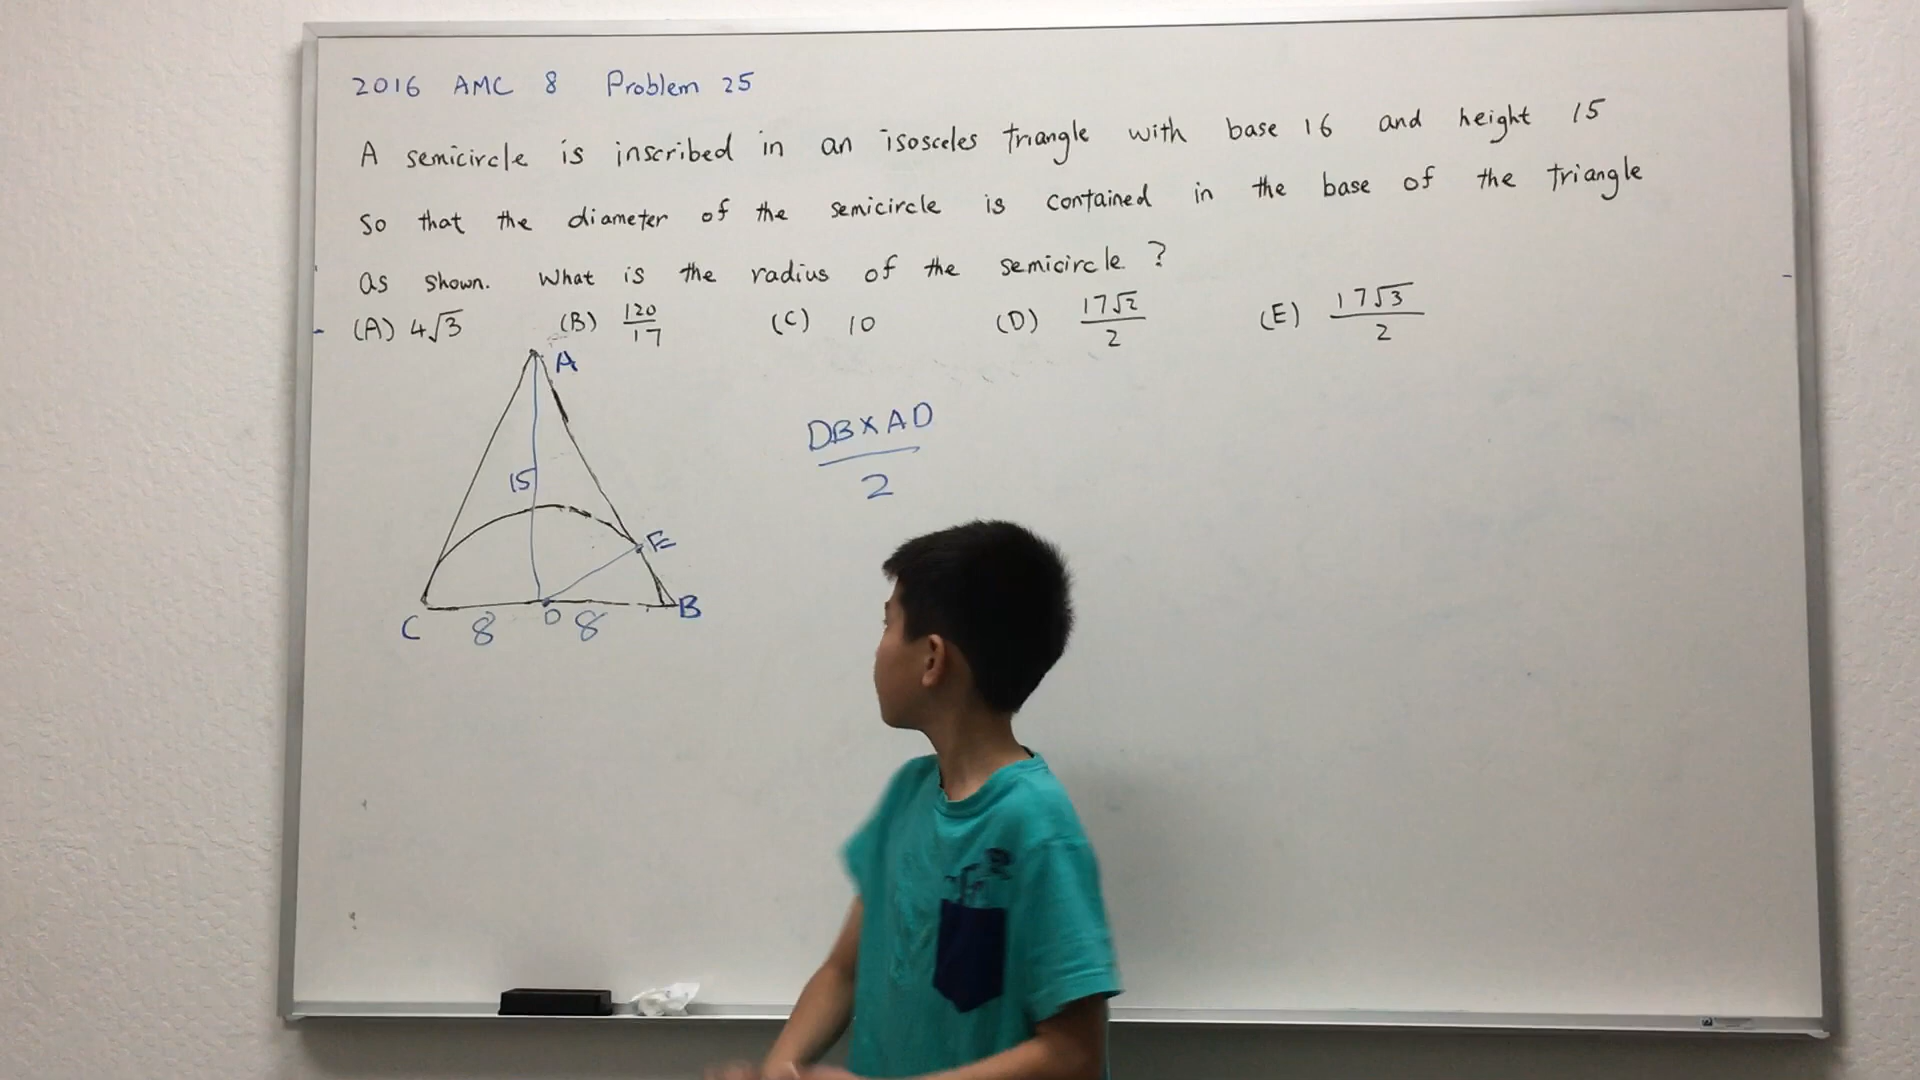 2016 AMC 8 Problem 25
A semicircle is inscribed in an isosceles triangle with base 16 and height 15
so that the diameter of the semicircle is contained in the base of the triangle
as shown. What is the radius of the semicircle?
(A) 4√3 (B) 120/17 (C) 10 (D) 17√2/2 (E) 17√3/2
A
DB×AD
2
15
E
C 8 D 8 B